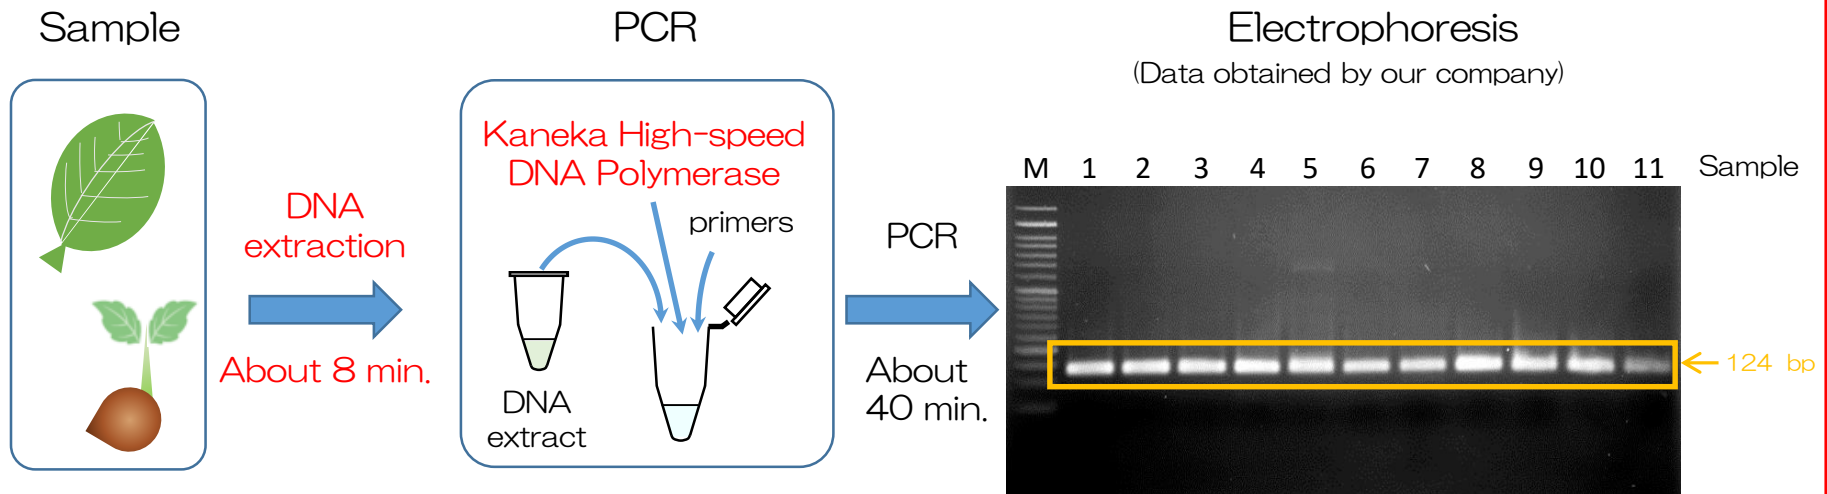 Sample
DNA
extraction
About 8 min.
PCR
Kaneka High-speed
DNA Polymerase
primers
DNA
extract
PCR
About
40 min.
Electrophoresis
(Data obtained by our company)
M 1 2 3 4 5 6 7 8 9 10 11 Sample
124 bp